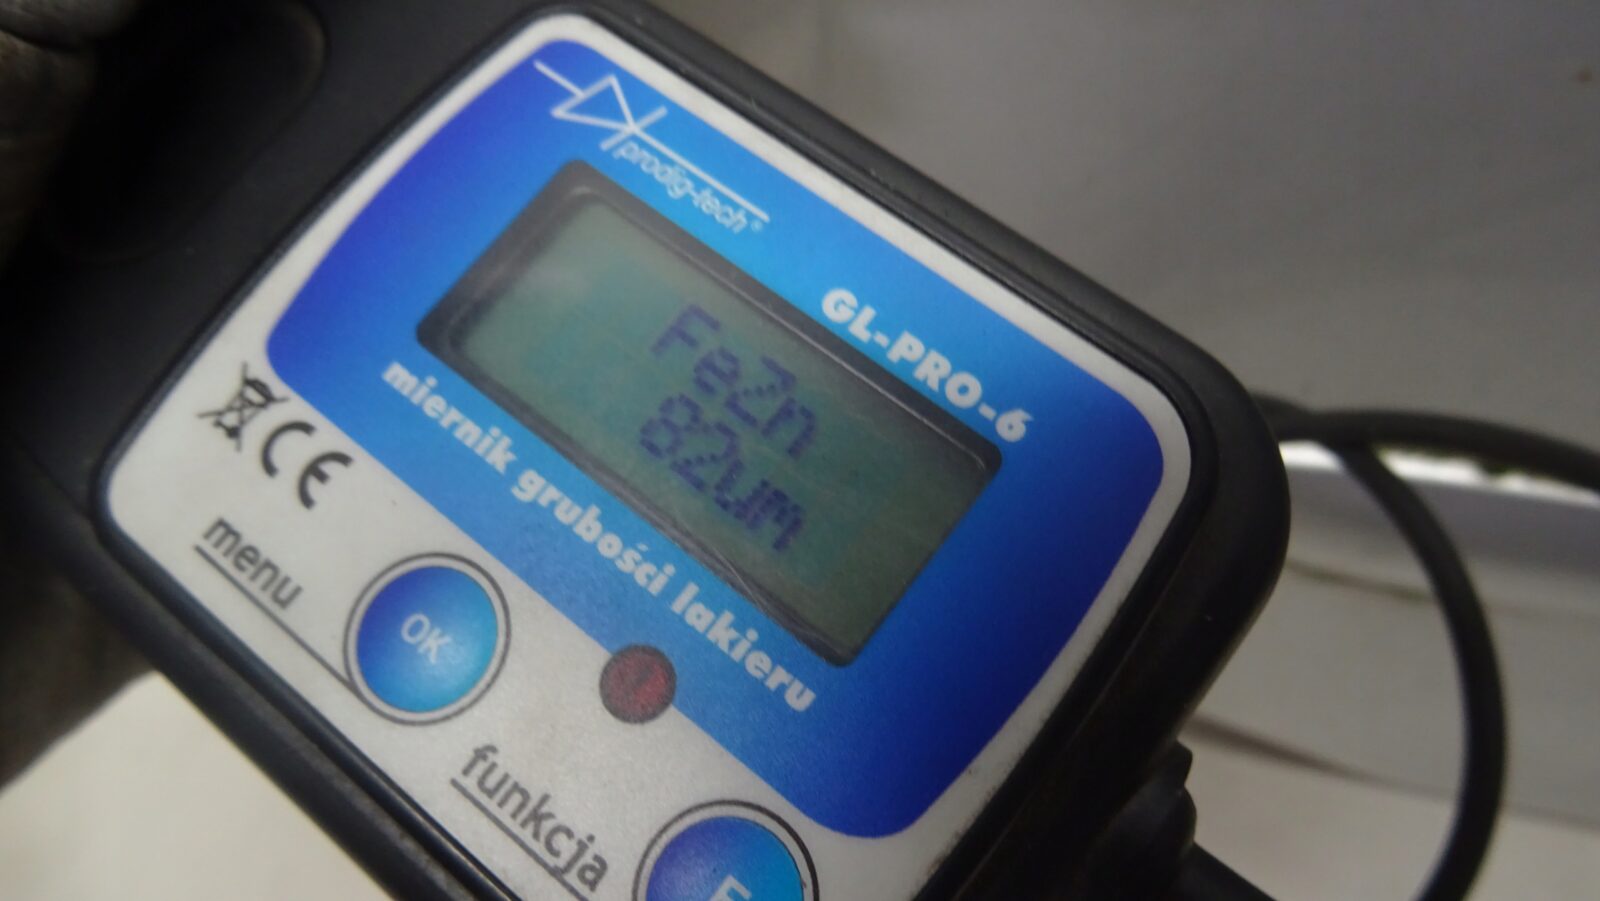 prodig-tech®
GL-PRO-6
FeZn
82um
miernik grubości lakieru
CE
menu
OK
funkcja
F